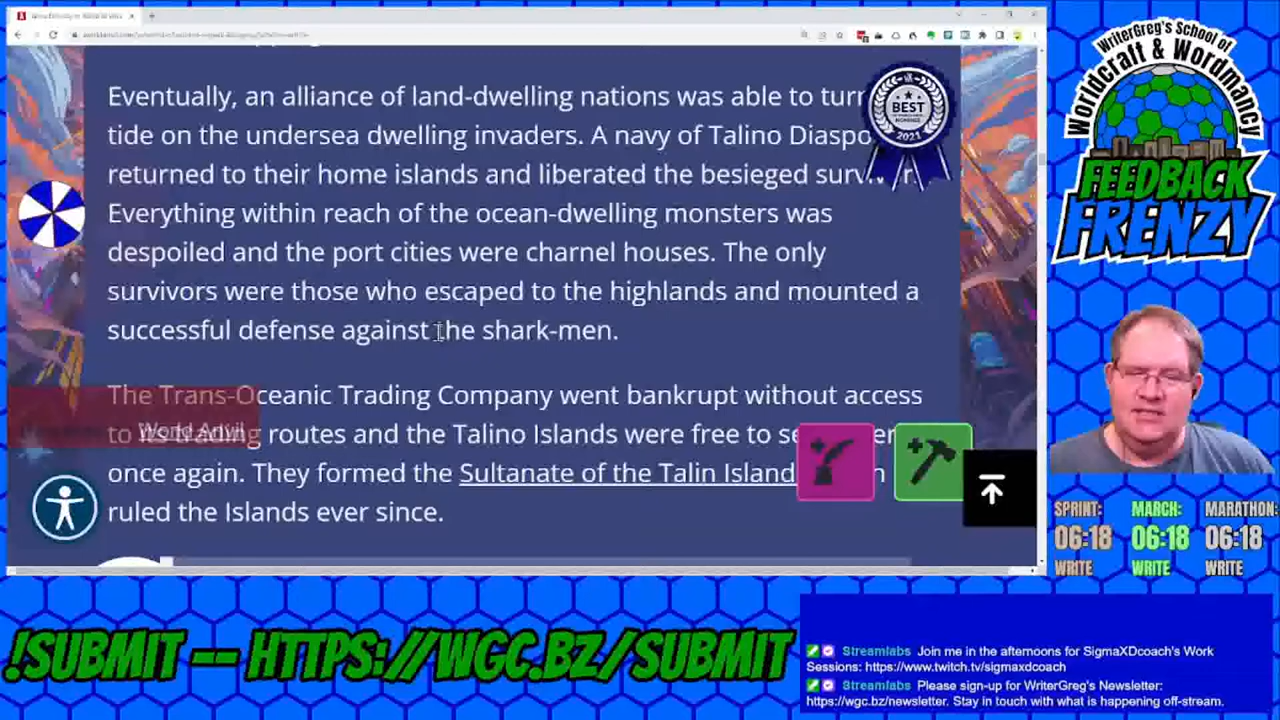 Eventually, an alliance of land-dwelling nations was able to turn
tide on the undersea dwelling invaders. A navy of Talino Diaspo
returned to their home islands and liberated the besieged
Everything within reach of the ocean-dwelling monsters was
despoiled and the port cities were charnel houses. The only
survivors were those who escaped to the highlands and mounted a
successful defense against the shark-men.
The Trans-Oceanic Trading Company went bankrupt without access
to its trading routes and the Talino Islands were free to
World Anvil
once again. They formed the Sultanate of the Talin Island
ruled the Islands ever since.
BEST
2021
WriterGreg's School of
Worldcraft & Wordmancy
FEEDBACK
FRENZY
SPRINT: MARCH: MARATHON:
06:18 06:18 06:18
WRITE WRITE WRITE
!SUBMIT -- HTTPS://WGC.BZ/SUBMIT
Streamlabs Join me in the afternoons for SigmaXDcoach's Work
Sessions: https://www.twitch.tv/sigmaxdcoach
Streamlabs Please sign-up for WriterGreg's Newsletter:
https://wgc.bz/newsletter. Stay in touch with what is happening off-stream.